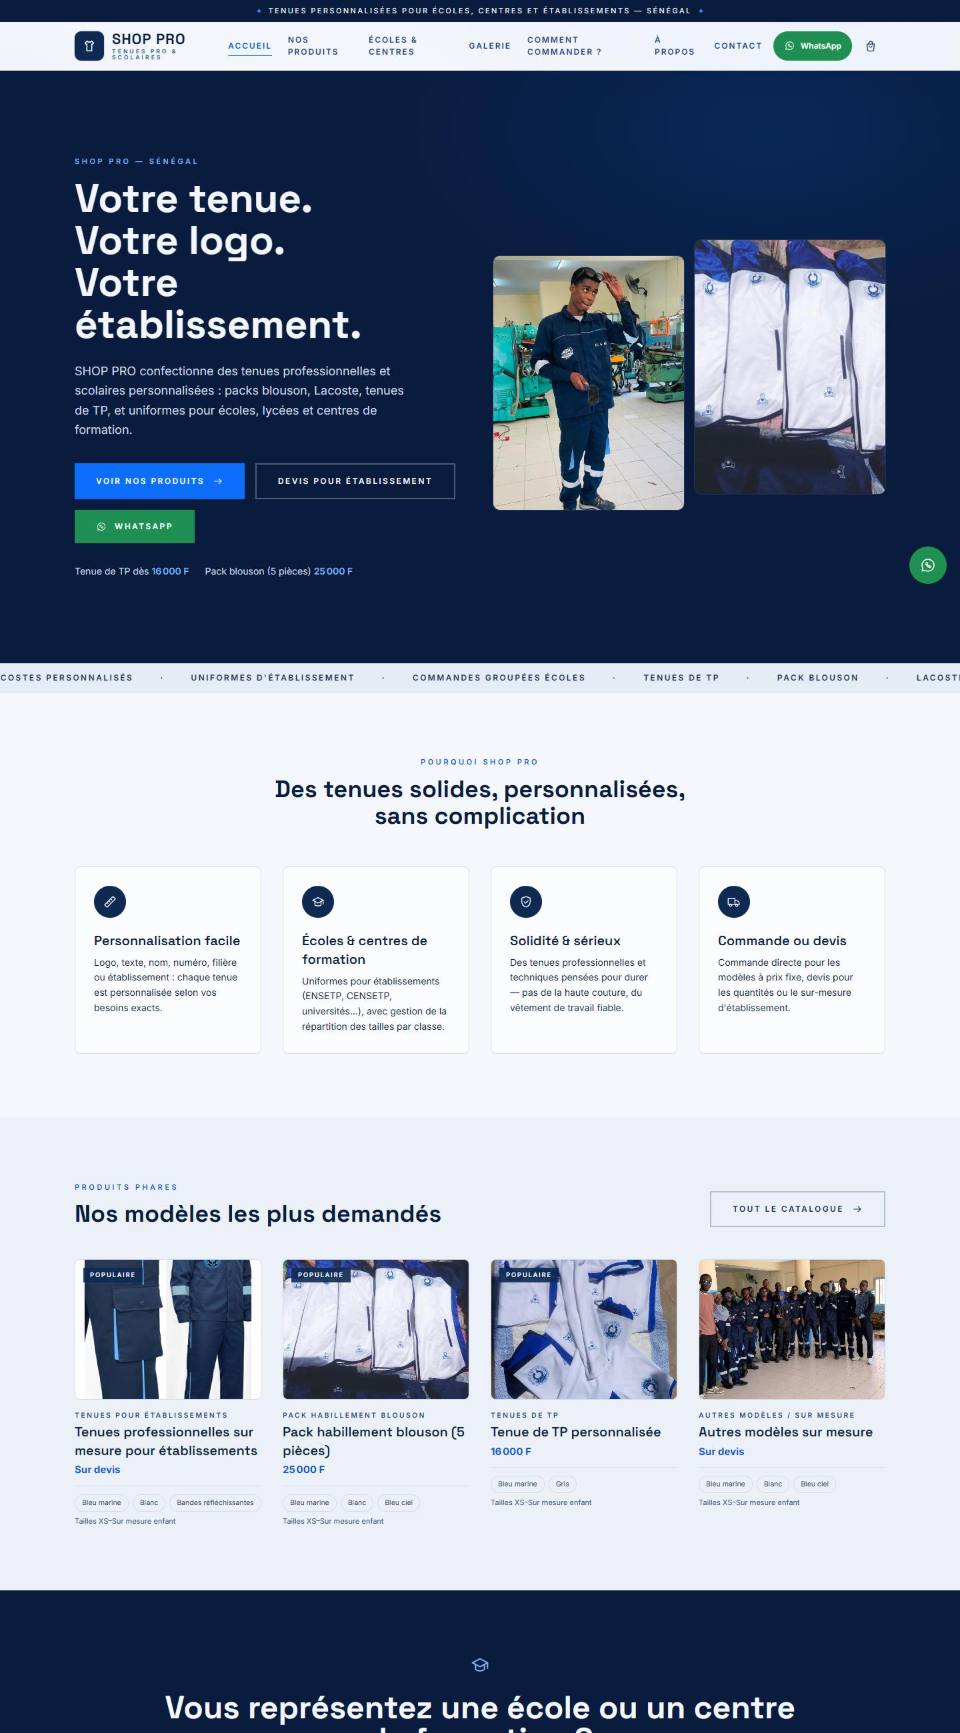 TENUES PERSONNALISÉES POUR ÉCOLES, CENTRES ET ÉTABLISSEMENTS — SÉNÉGAL
SHOP PRO
TENUES PRO &
SCOLAIRES
ACCUEIL
NOS
PRODUITS
ÉCOLES &
CENTRES
GALERIE
COMMENT
COMMANDER ?
À
PROPOS
CONTACT
WhatsApp
SHOP PRO — SÉNÉGAL
Votre tenue.
Votre logo.
Votre
établissement.
SHOP PRO confectionne des tenues professionnelles et
scolaires personnalisées : packs blouson, Lacoste, tenues
de TP, et uniformes pour écoles, lycées et centres de
formation.
VOIR NOS PRODUITS →
DEVIS POUR ÉTABLISSEMENT
WHATSAPP
Tenue de TP dès 16 000 F
Pack blouson (5 pièces) 25 000 F
COSTES PERSONNALISÉS · UNIFORMES D'ÉTABLISSEMENT · COMMANDES GROUPÉES ÉCOLES · TENUES DE TP · PACK BLOUSON · LACOST
POURQUOI SHOP PRO
Des tenues solides, personnalisées,
sans complication
Personnalisation facile
Logo, texte, nom, numéro, filière
ou établissement : chaque tenue
est personnalisée selon vos
besoins exacts.
Écoles & centres de
formation
Uniformes pour établissements
(ENSETP, CENSETP,
universités…), avec gestion de la
répartition des tailles par classe.
Solidité & sérieux
Des tenues professionnelles et
techniques pensées pour durer
— pas de la haute couture, du
vêtement de travail fiable.
Commande ou devis
Commande directe pour les
modèles à prix fixe, devis pour
les quantités ou le sur-mesure
d'établissement.
PRODUITS PHARES
Nos modèles les plus demandés
TOUT LE CATALOGUE →
POPULAIRE
TENUES POUR ÉTABLISSEMENTS
Tenues professionnelles sur
mesure pour établissements
Sur devis
Bleu marine
Blanc
Bandes réfléchissantes
Tailles XS–Sur mesure enfant
POPULAIRE
PACK HABILLEMENT BLOUSON
Pack habillement blouson (5
pièces)
25 000 F
Bleu marine
Blanc
Bleu ciel
Tailles XS–Sur mesure enfant
POPULAIRE
TENUES DE TP
Tenue de TP personnalisée
16 000 F
Bleu marine
Gris
Tailles XS–Sur mesure enfant
AUTRES MODÈLES / SUR MESURE
Autres modèles sur mesure
Sur devis
Bleu marine
Blanc
Bleu ciel
Tailles XS–Sur mesure enfant
Vous représentez une école ou un centre
de formation ?